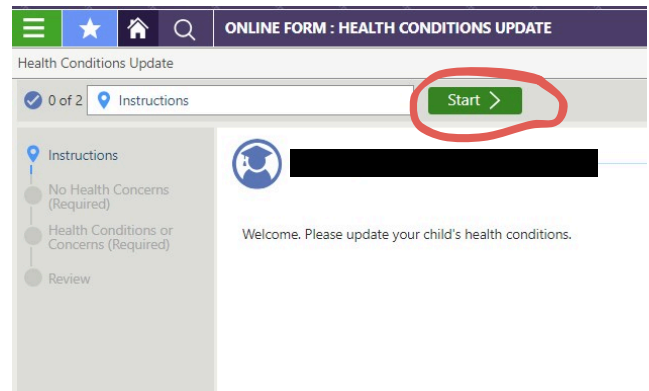 ONLINE FORM : HEALTH CONDITIONS UPDATE
Health Conditions Update
0 of 2 Instructions Start
Instructions
No Health Concerns
(Required)
Health Conditions or
Concerns (Required)
Review
Welcome. Please update your child's health conditions.